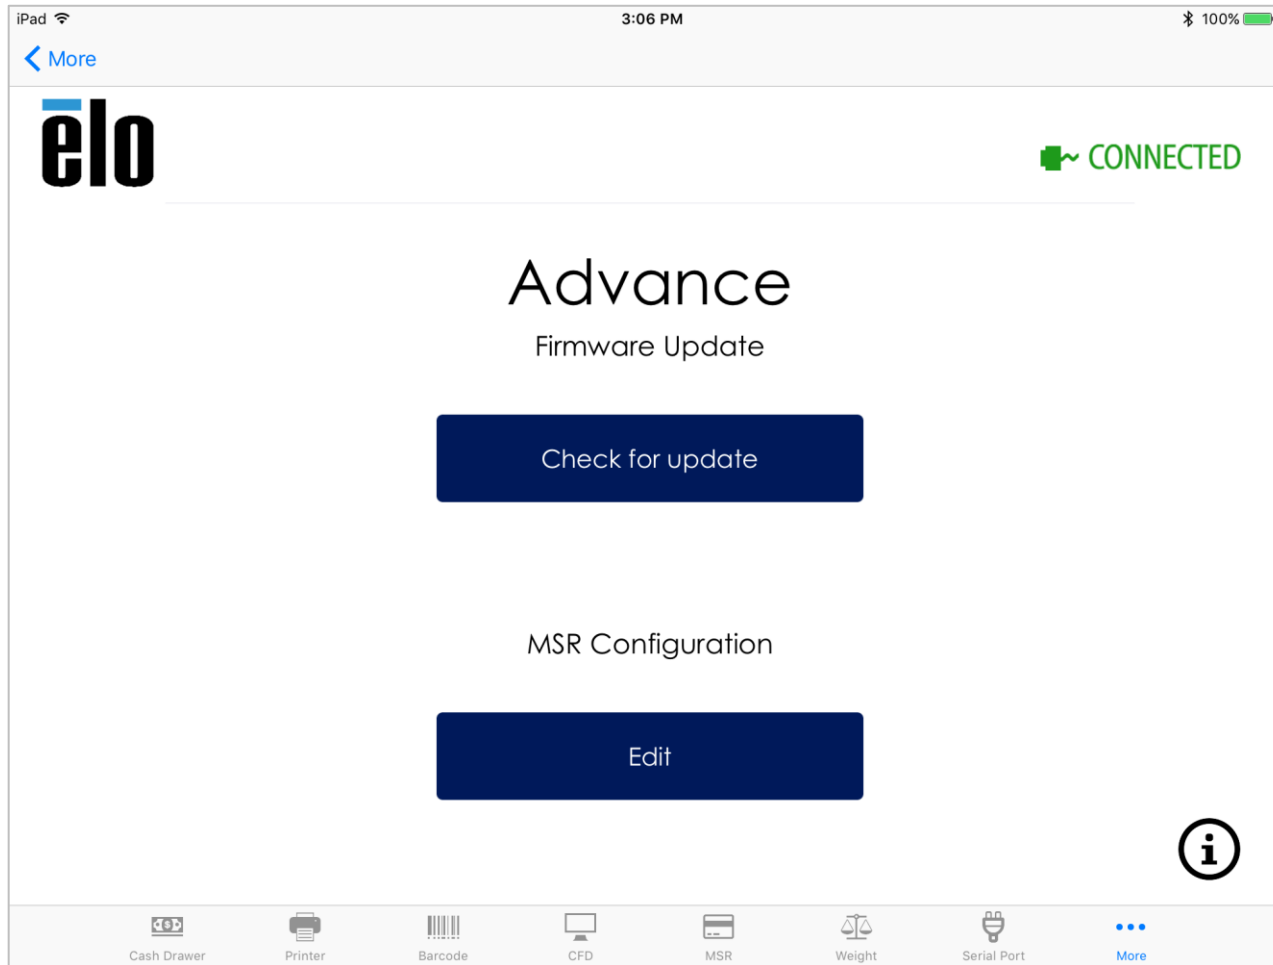 iPad 3:06 PM 100%
More
ēlo
CONNECTED
Advance
Firmware Update
Check for update
MSR Configuration
Edit
i
Cash Drawer Printer Barcode CFD MSR Weight Serial Port More